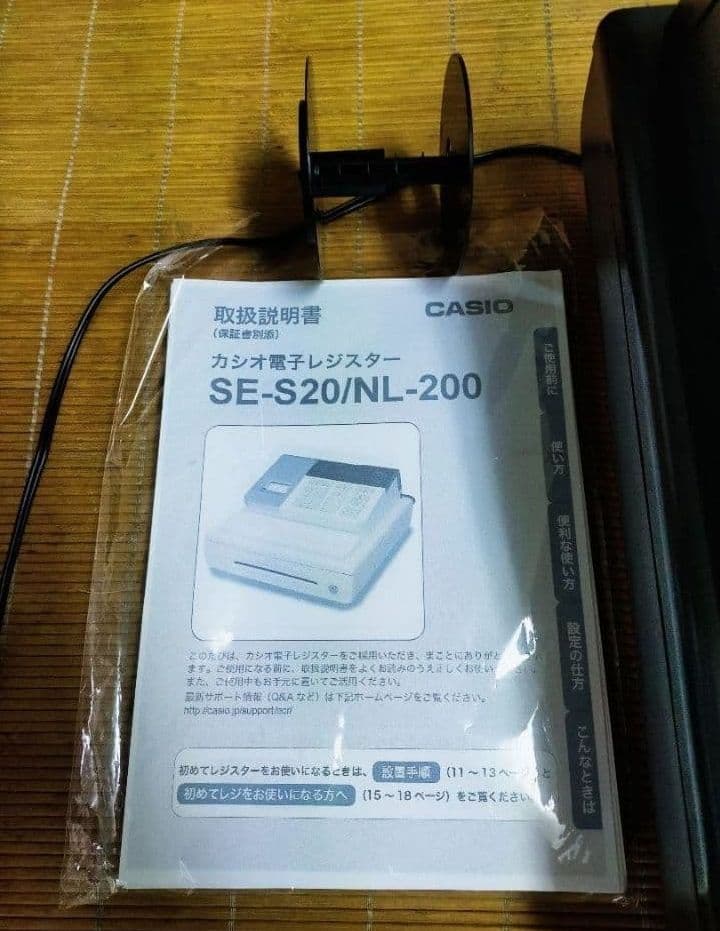 取扱説明書
(保証書別添)
CASIO
カシオ電子レジスター
SE-S20/NL-200
ご使用前に
使い方
便利な使い方
設定の仕方
こんなときは
このたびは、カシオ電子レジスターをご採用いただき、まことにありがと
ます。ご使用になる前に、取扱説明書をよくお読みのうえ正しくお使い
また、ご使用中もお手元に置いてご活用ください。
最新サポート情報(Q&Aなど)は下記ホームページをご覧ください。
http://casio.jp/support/ecr/
初めてレジスターをお使いになるときは、 設置手順 (11〜13ページ)と
初めてレジをお使いになる方へ (15〜18ページ)をご覧ください。